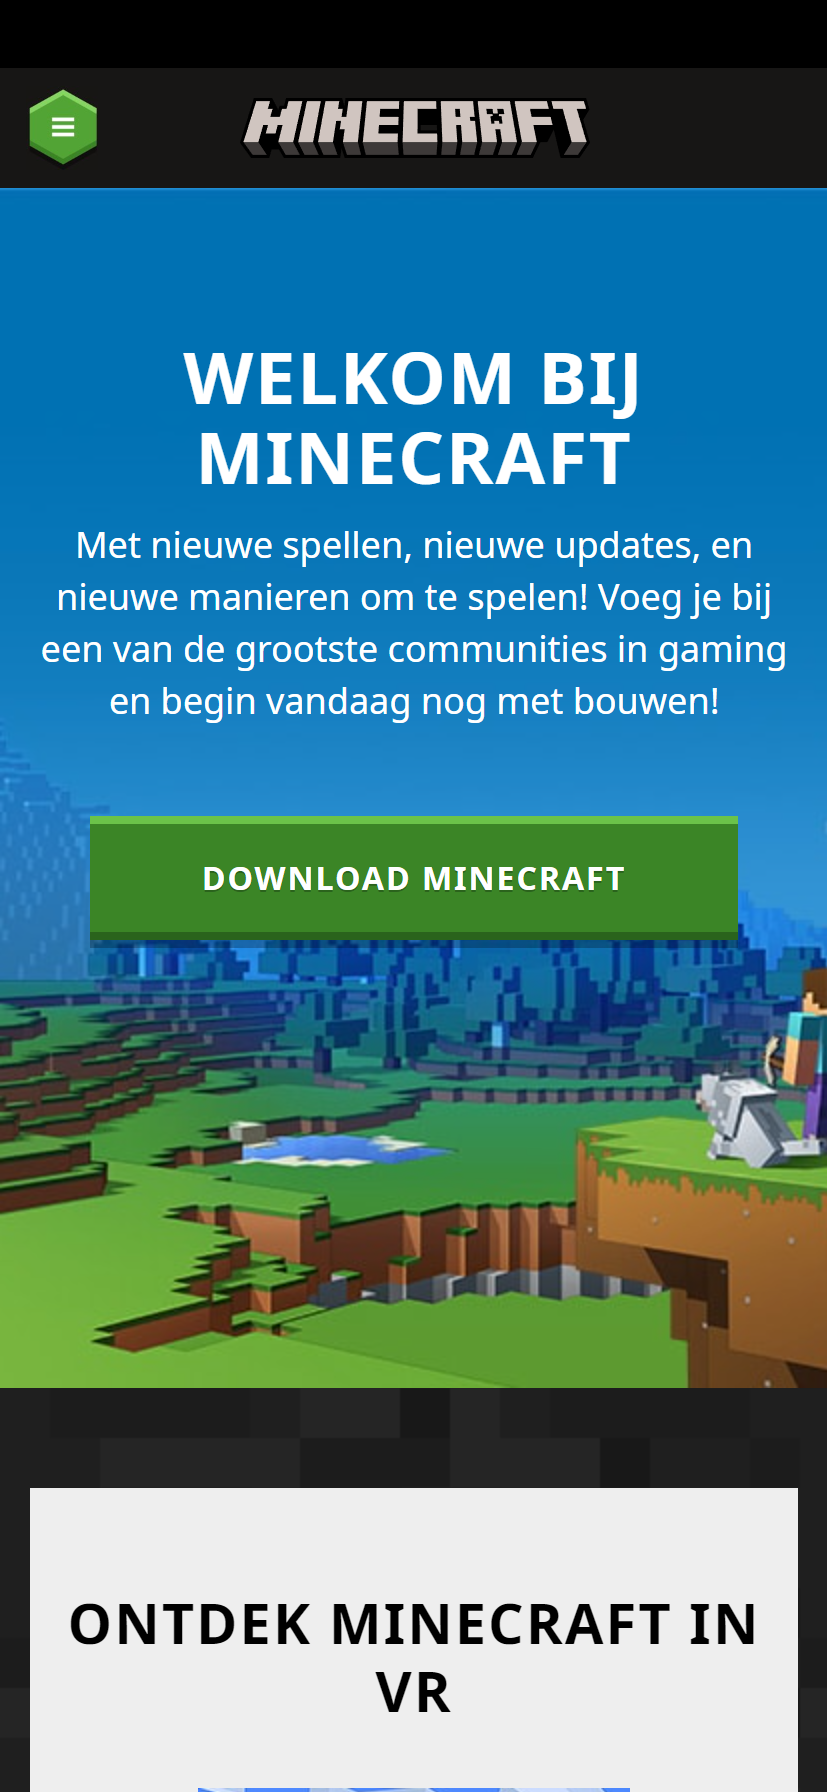 MINECRAFT
WELKOM BIJ
MINECRAFT
Met nieuwe spellen, nieuwe updates, en
nieuwe manieren om te spelen! Voeg je bij
een van de grootste communities in gaming
en begin vandaag nog met bouwen!
DOWNLOAD MINECRAFT
ONTDEK MINECRAFT IN
VR